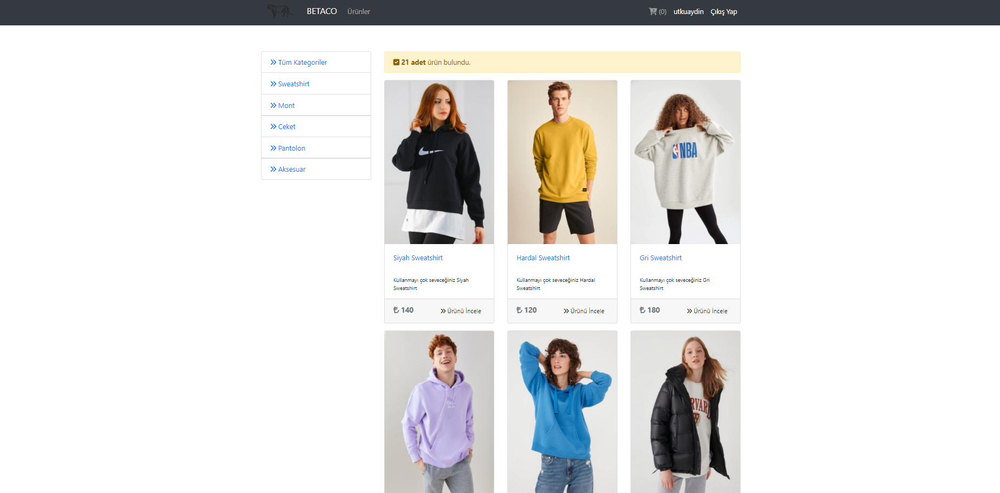 BETACO Ürünler (0) utkuaydin Çıkış Yap
Tüm Kategoriler
Sweatshirt
Mont
Ceket
Pantolon
Aksesuar
21 adet ürün bulundu.
NBA
Siyah Sweatshirt
Kullanmayı çok seveceğiniz Siyah
Sweatshirt
₺ 140 Ürünü İncele
Hardal Sweatshirt
Kullanmayı çok seveceğiniz Hardal
Sweatshirt
₺ 120 Ürünü İncele
Gri Sweatshirt
Kullanmayı çok seveceğiniz Gri
Sweatshirt
₺ 180 Ürünü İncele
RVARD